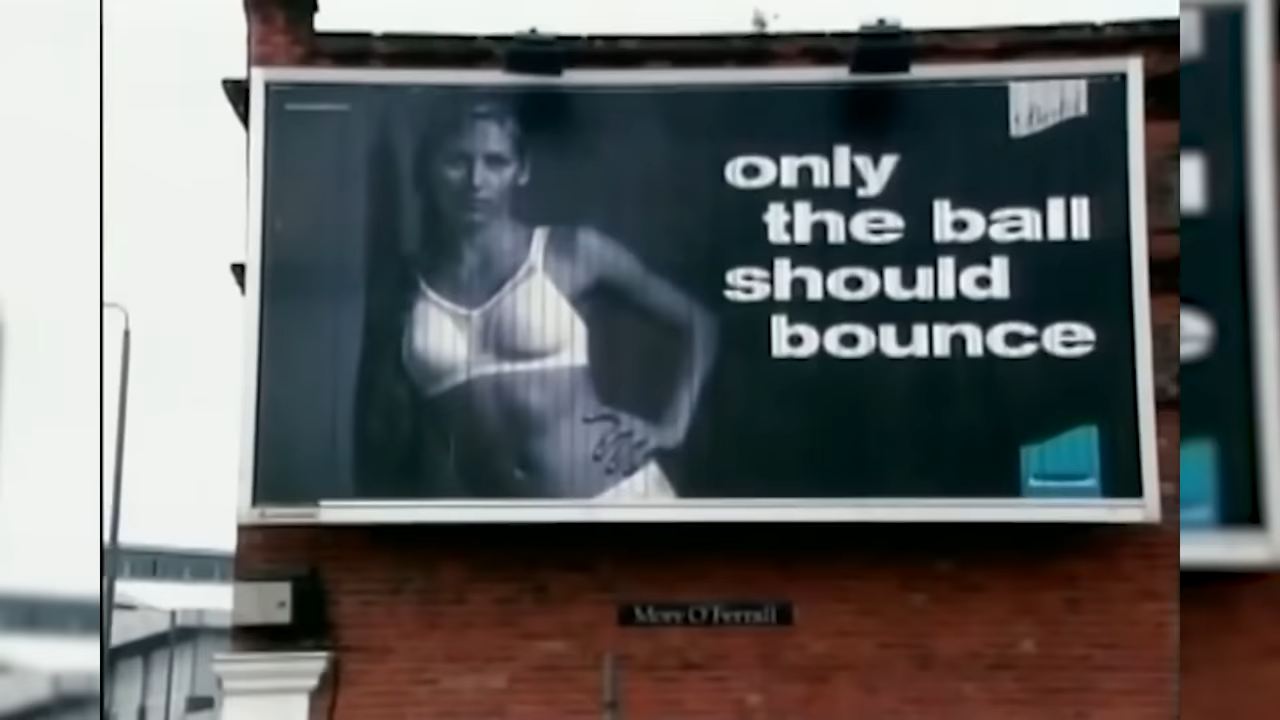 only
the ball
should
bounce
More O'Ferrall